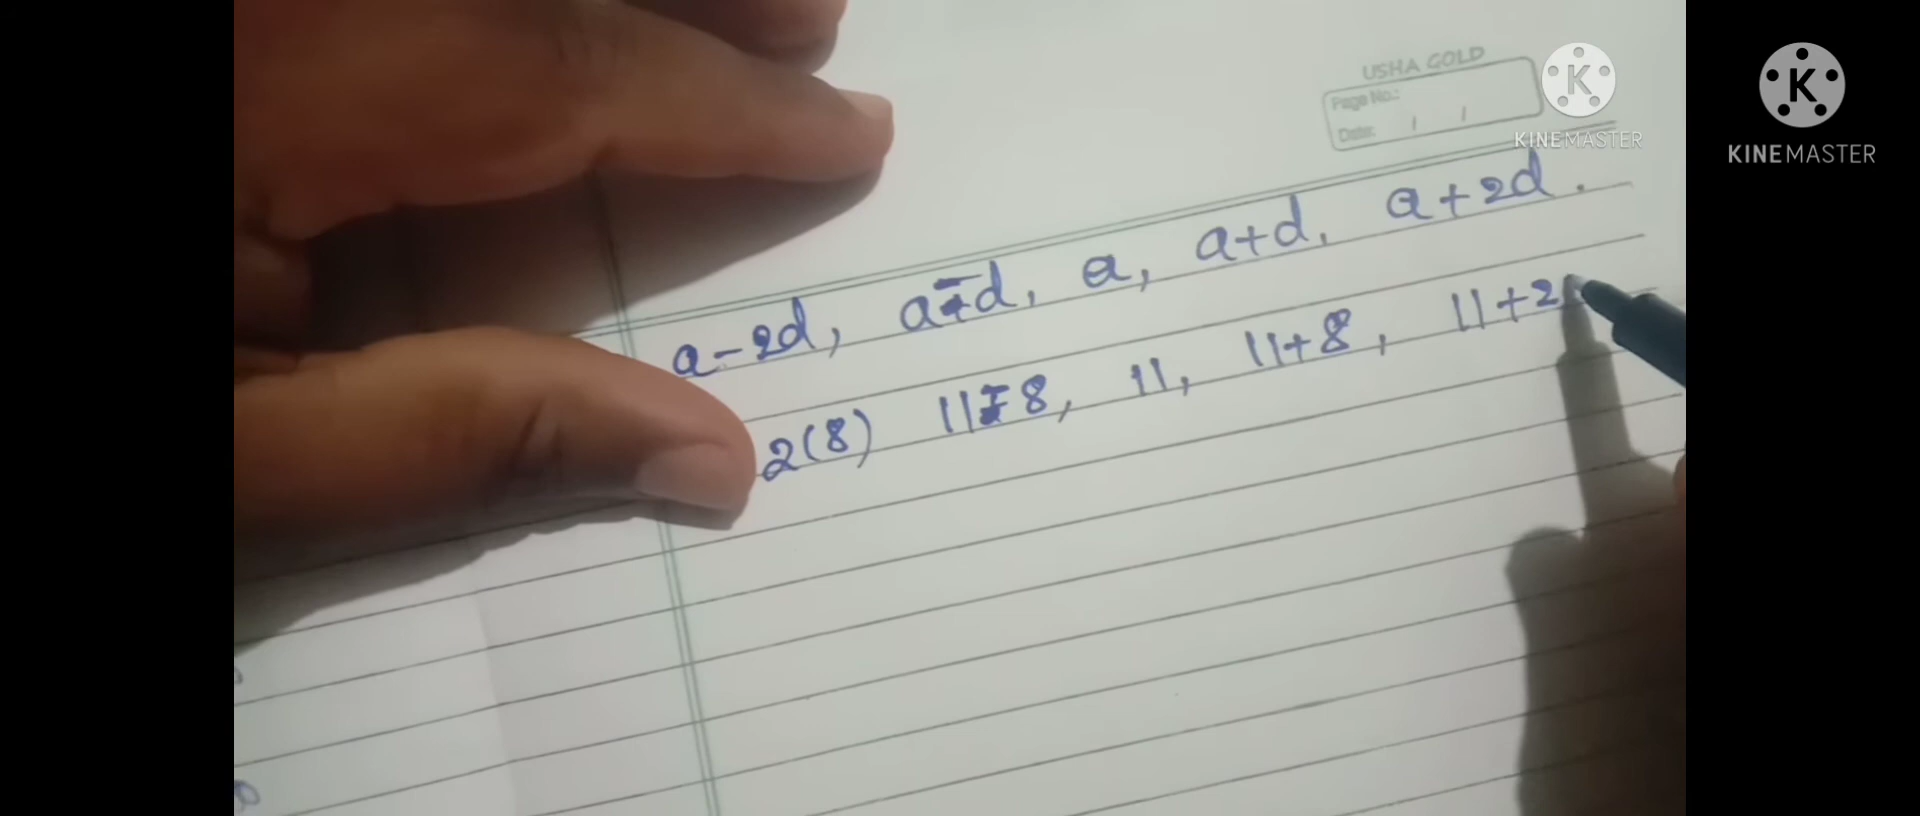 USHA GOLD
Page No.:
Date:
KINEMASTER
KINEMASTER
a-2d, a-d, a, a+d, a+2d.
2(8) 11-8, 11, 11+8, 11+2